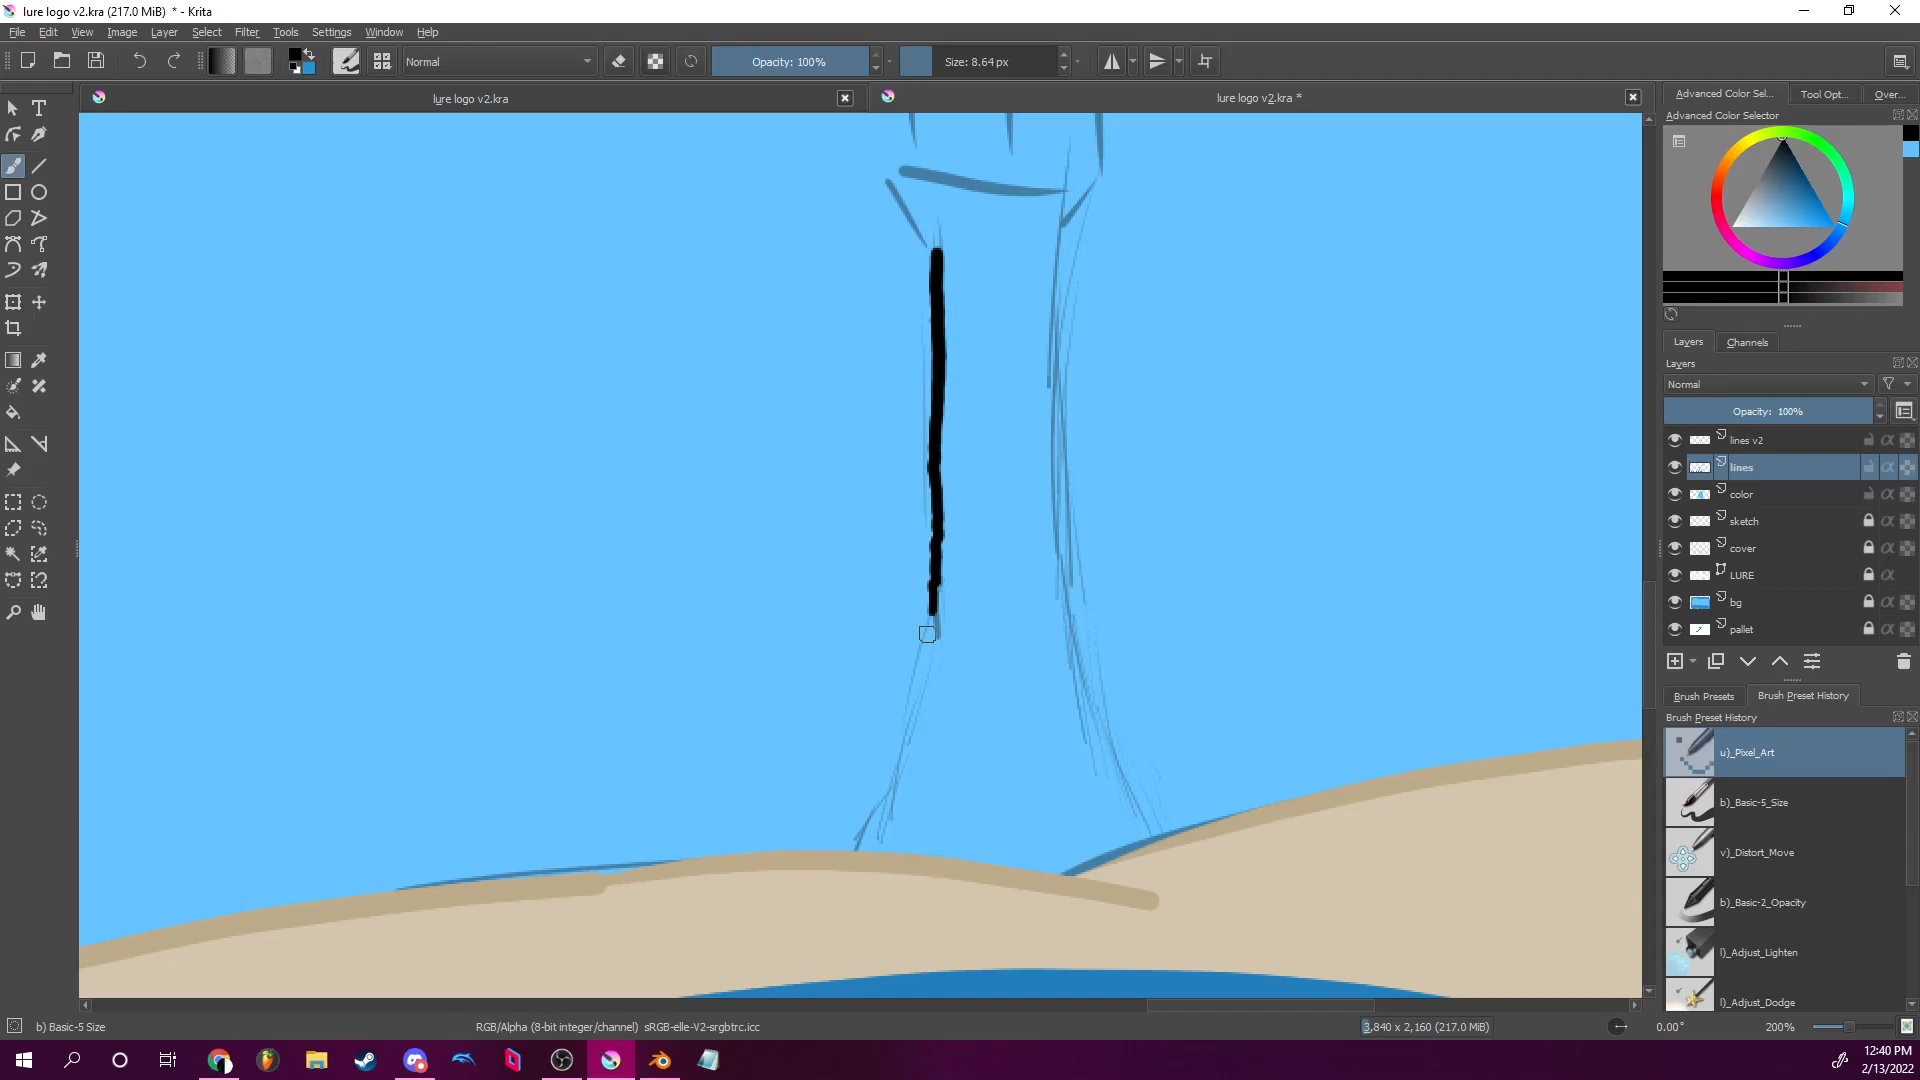 lure logo v2.kra (217.0 MiB) * - Krita
File Edit View Image Layer Select Filter Tools Settings Window Help
Normal Opacity: 100% Size: 8.64 px
lure logo v2.kra lure logo v2.kra *
Advanced Color Sel... Tool Opt... Over...
Advanced Color Selector
Layers Channels
Layers
Normal
Opacity: 100%
lines v2
lines
color
sketch
cover
LURE
bg
pallet
Brush Presets Brush Preset History
Brush Preset History
u)_Pixel_Art
b)_Basic-5_Size
v)_Distort_Move
b)_Basic-2_Opacity
l)_Adjust_Lighten
l)_Adjust_Dodge
b) Basic-5 Size RGB/Alpha (8-bit integer/channel) sRGB-elle-V2-srgbtrc.icc 3,840 x 2,160 (217.0 MiB) 0.00° 200%
12:40 PM
2/13/2022